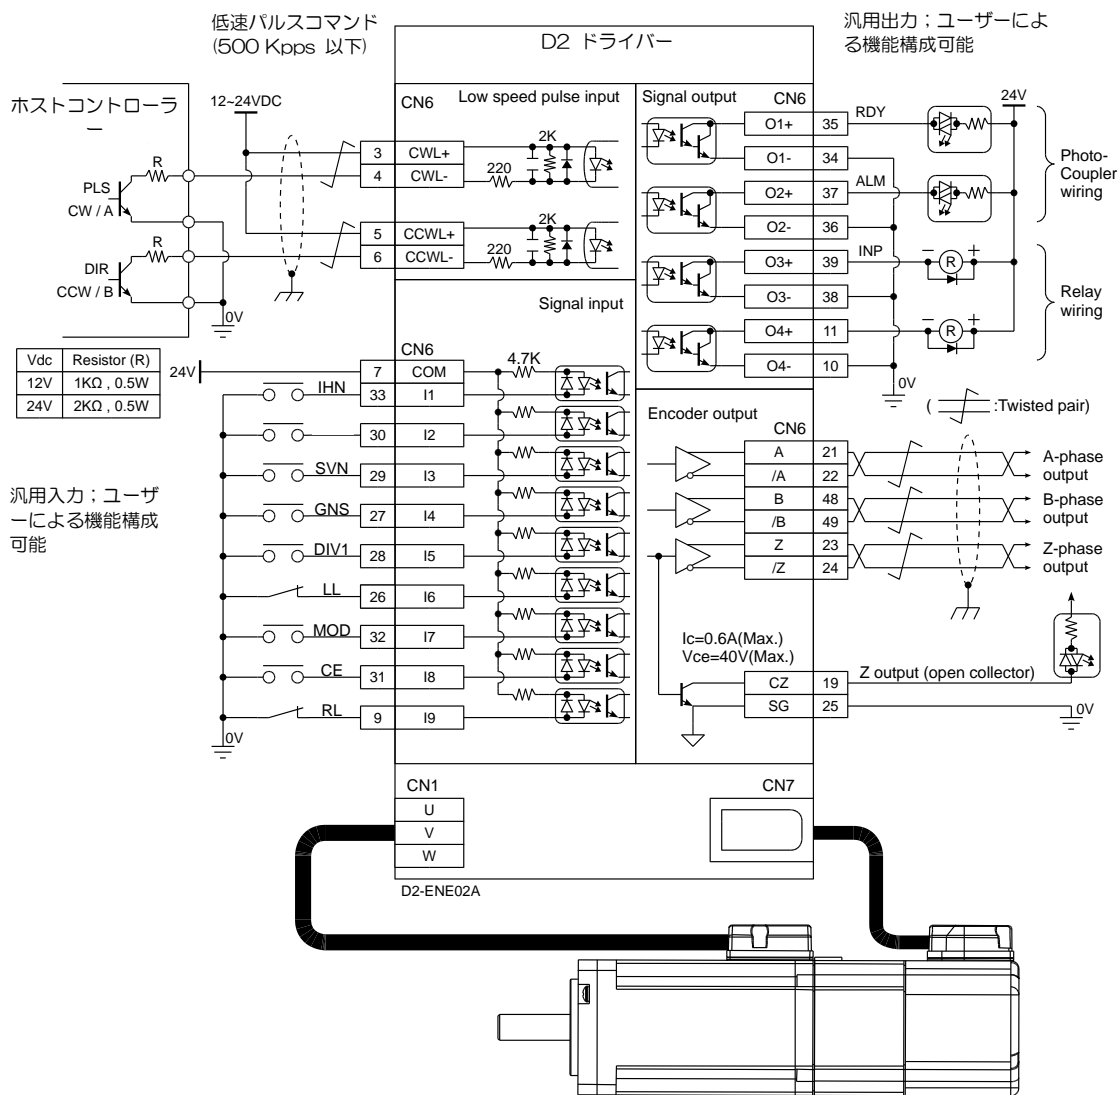 低速パルスコマンド
(500 Kpps 以下)
D2 ドライバー
汎用出力；ユーザーによ
る機能構成可能
ホストコントローラ
ー
12~24VDC
CN6
Low speed pulse input
Signal output
CN6
24V
R
PLS
CW / A
R
DIR
CCW / B
0V
3 CWL+
4 CWL-
220
2K
5 CCWL+
6 CCWL-
220
2K
O1+ 35 RDY
O1- 34
O2+ 37 ALM
O2- 36
O3+ 39 INP
O3- 38
O4+ 11
O4- 10
0V
Photo-
Coupler
wiring
− R +
− R +
Relay
wiring
Signal input
Vdc Resistor (R)
12V 1KΩ , 0.5W
24V 2KΩ , 0.5W
汎用入力；ユーザ
ーによる機能構成
可能
CN6
24V 7 COM
4.7K
IHN 33 I1
30 I2
SVN 29 I3
GNS 27 I4
DIV1 28 I5
LL 26 I6
MOD 32 I7
CE 31 I8
RL 9 I9
0V
Encoder output
CN6
( :Twisted pair)
A 21
/A 22
B 48
/B 49
Z 23
/Z 24
A-phase
output
B-phase
output
Z-phase
output
Ic=0.6A(Max.)
Vce=40V(Max.)
CZ 19 Z output (open collector)
SG 25
0V
CN1
U
V
W
CN7
D2-ENE02A